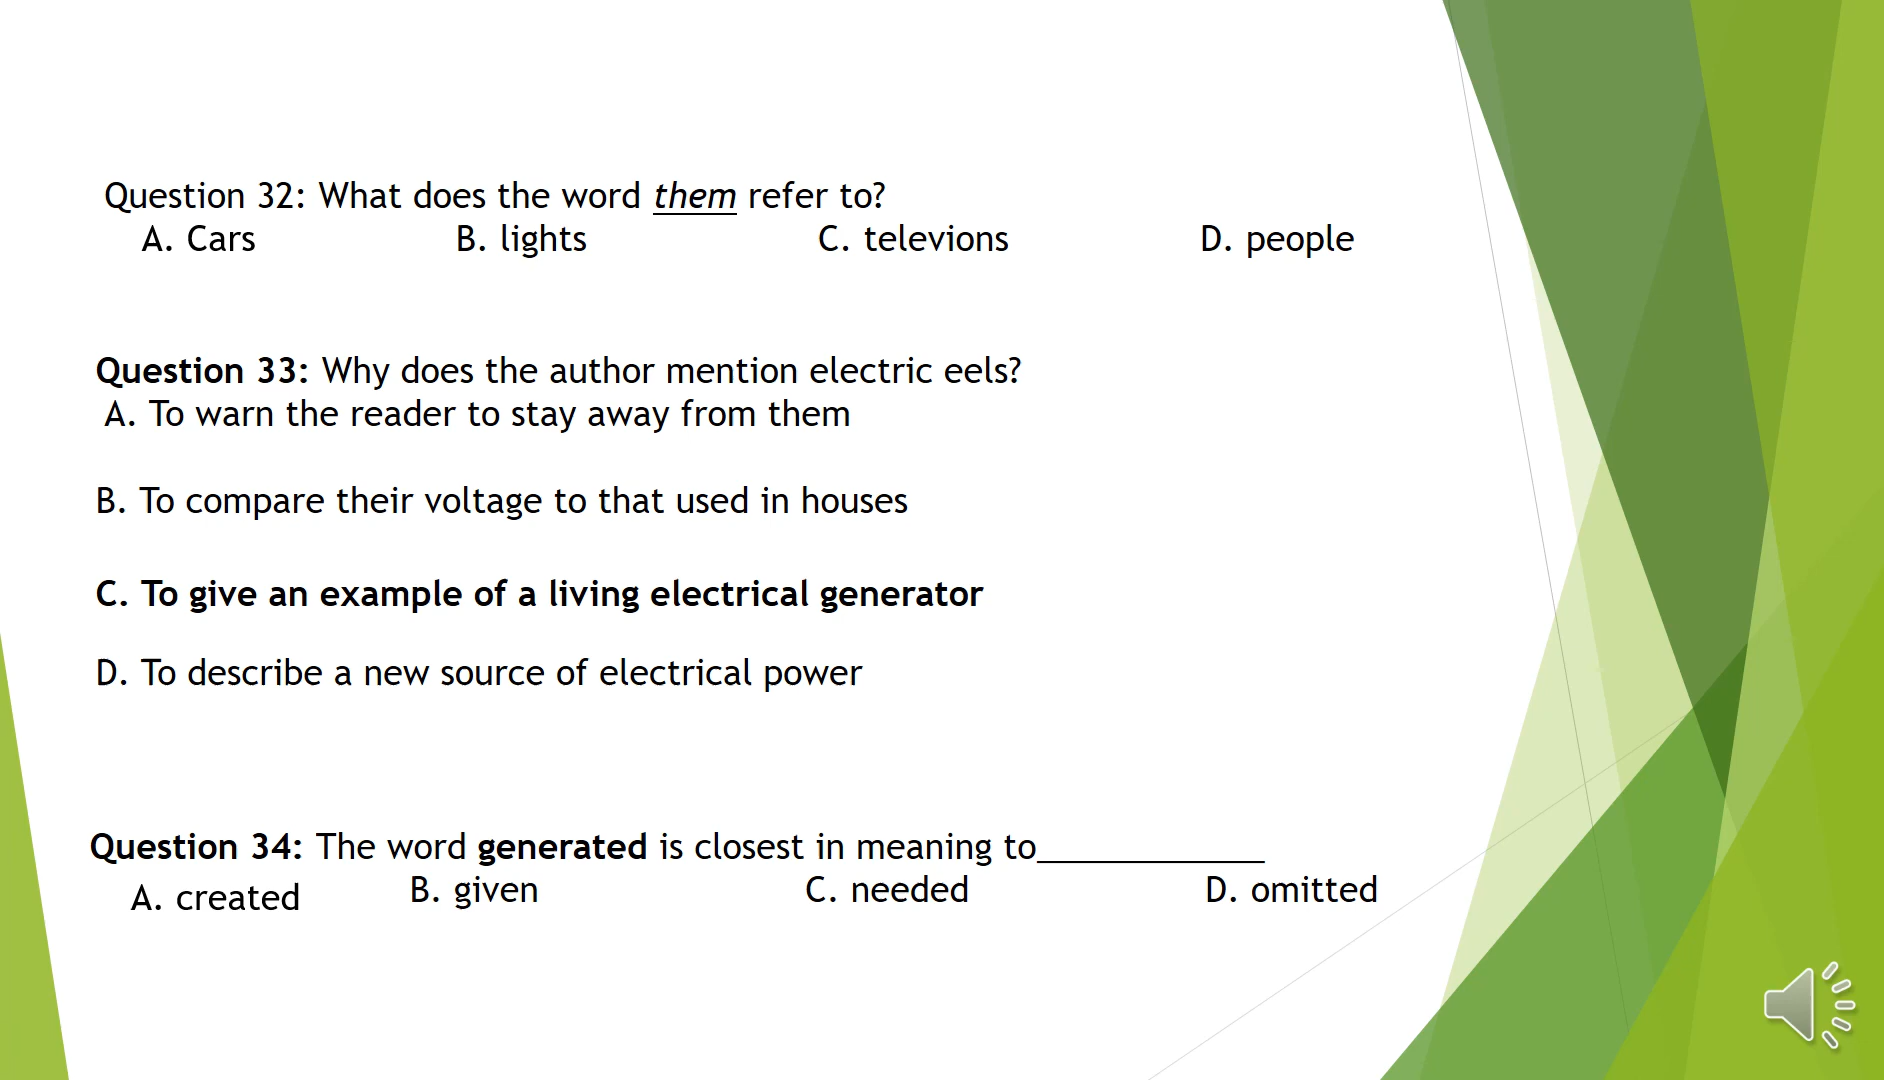 Question 32: What does the word them refer to?
A. Cars B. lights C. televions D. people
Question 33: Why does the author mention electric eels?
A. To warn the reader to stay away from them
B. To compare their voltage to that used in houses
C. To give an example of a living electrical generator
D. To describe a new source of electrical power
Question 34: The word generated is closest in meaning to____________
A. created B. given C. needed D. omitted